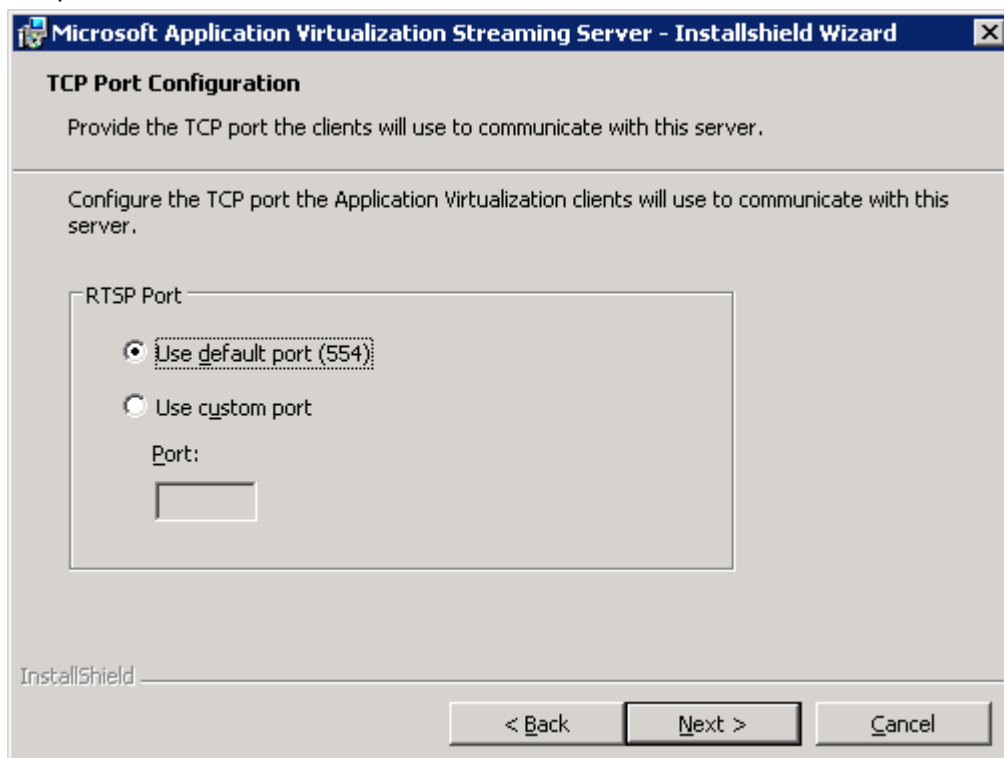 Microsoft Application Virtualization Streaming Server - Installshield Wizard
TCP Port Configuration
Provide the TCP port the clients will use to communicate with this server.
Configure the TCP port the Application Virtualization clients will use to communicate with this
server.
RTSP Port
Use default port (554)
Use custom port
Port:
InstallShield
< Back Next > Cancel